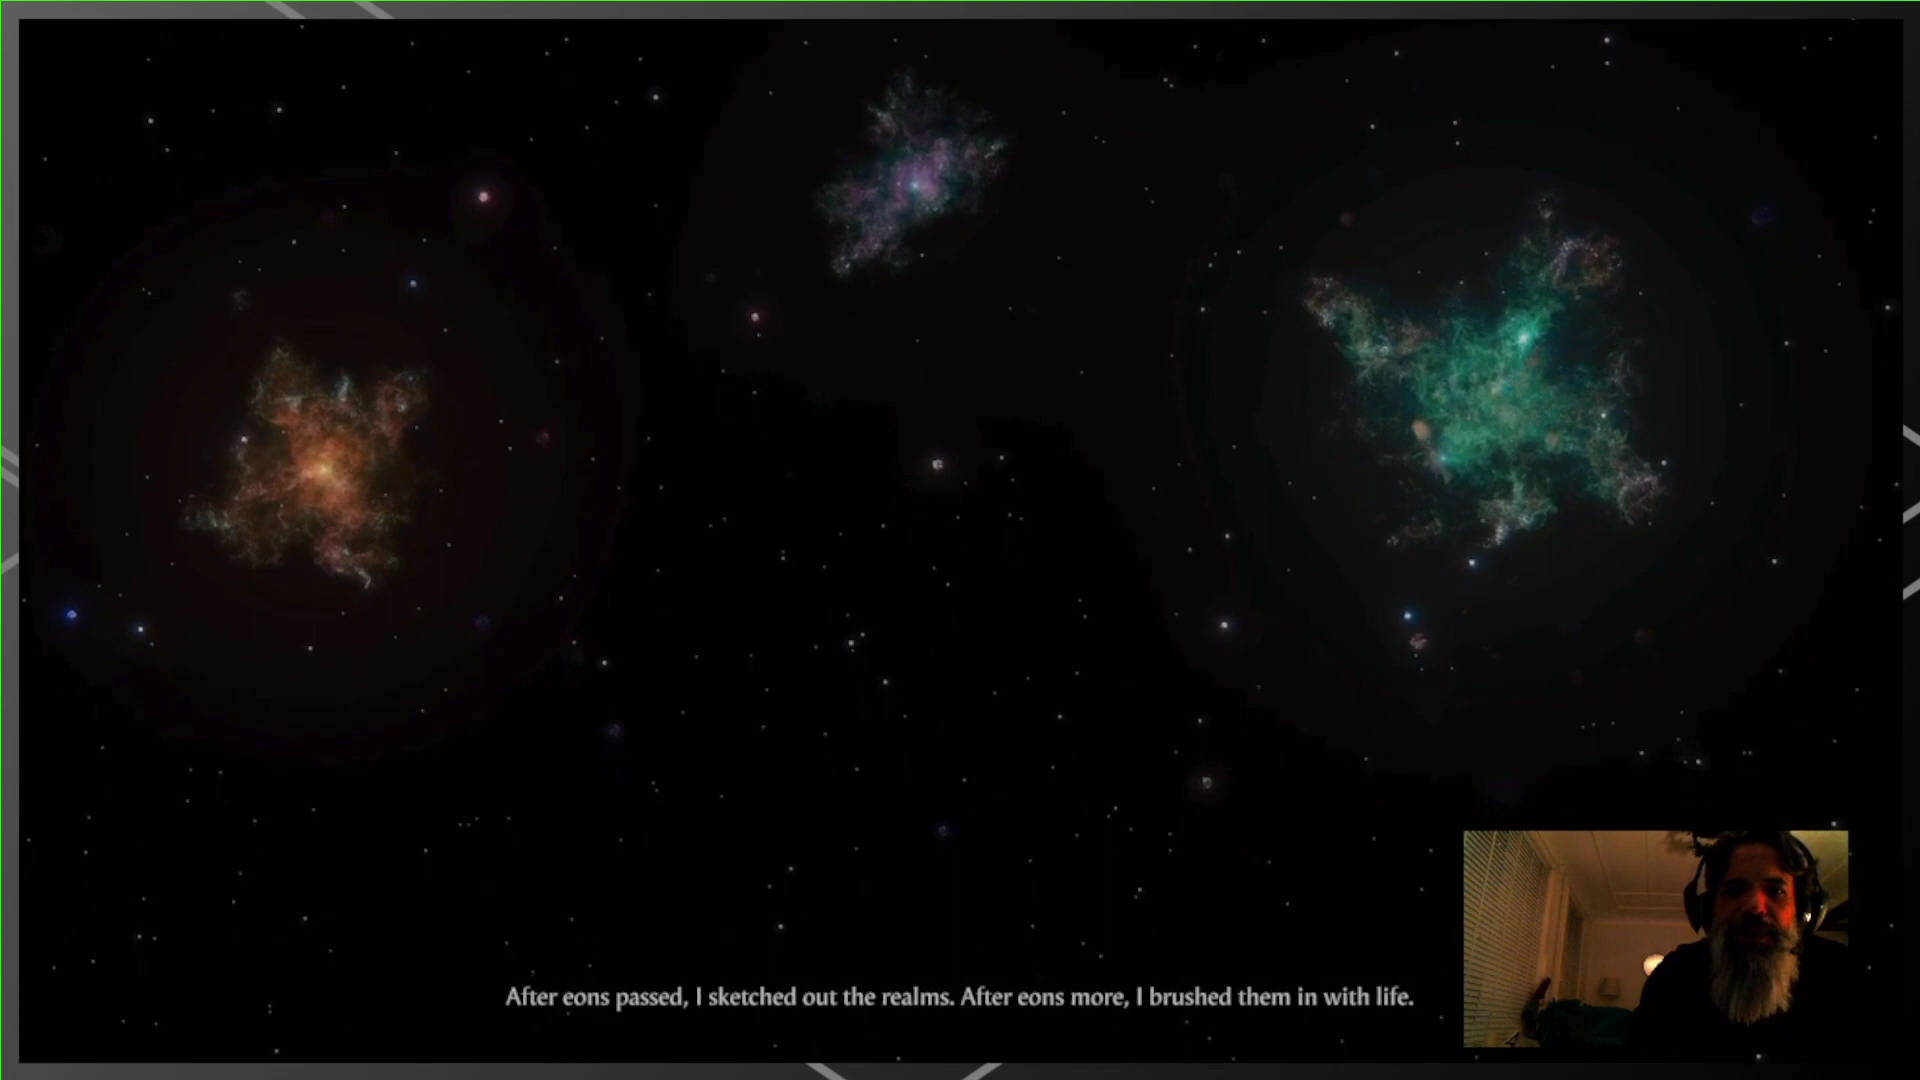 After eons passed, I sketched out the realms. After eons more, I brushed them in with life.